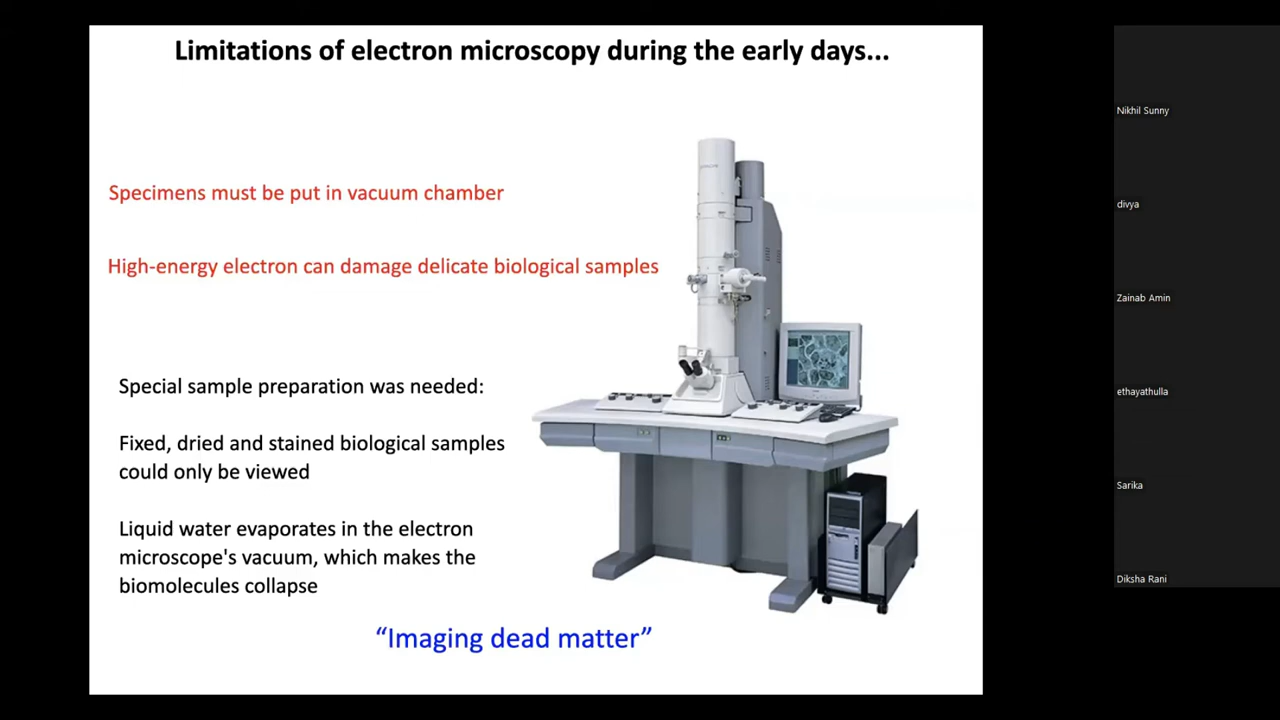 Limitations of electron microscopy during the early days...
Specimens must be put in vacuum chamber
High-energy electron can damage delicate biological samples
Special sample preparation was needed:
Fixed, dried and stained biological samples
could only be viewed
Liquid water evaporates in the electron
microscope's vacuum, which makes the
biomolecules collapse
“Imaging dead matter”
Nikhil Sunny
divya
Zainab Amin
ethayathulla
Sarika
Diksha Rani